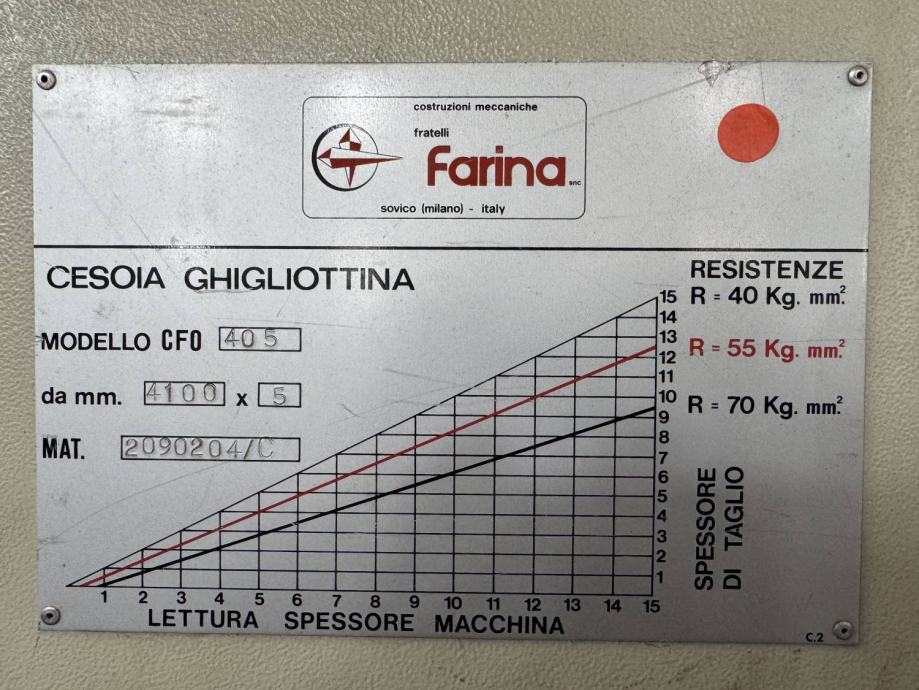 costruzioni meccaniche
fratelli
Farina snc
sovico (milano) - italy
CESOIA GHIGLIOTTINA
MODELLO CFO 405
da mm. 4100 x 5
MAT. 2090204/C
RESISTENZE
R = 40 Kg. mm².
R = 55 Kg. mm².
R = 70 Kg. mm².
15
14
13
12
11
10
9
8
7
6
5
4
3
2
1
SPESSORE
DI TAGLIO
1 2 3 4 5 6 7 8 9 10 11 12 13 14 15
LETTURA SPESSORE MACCHINA
C.2